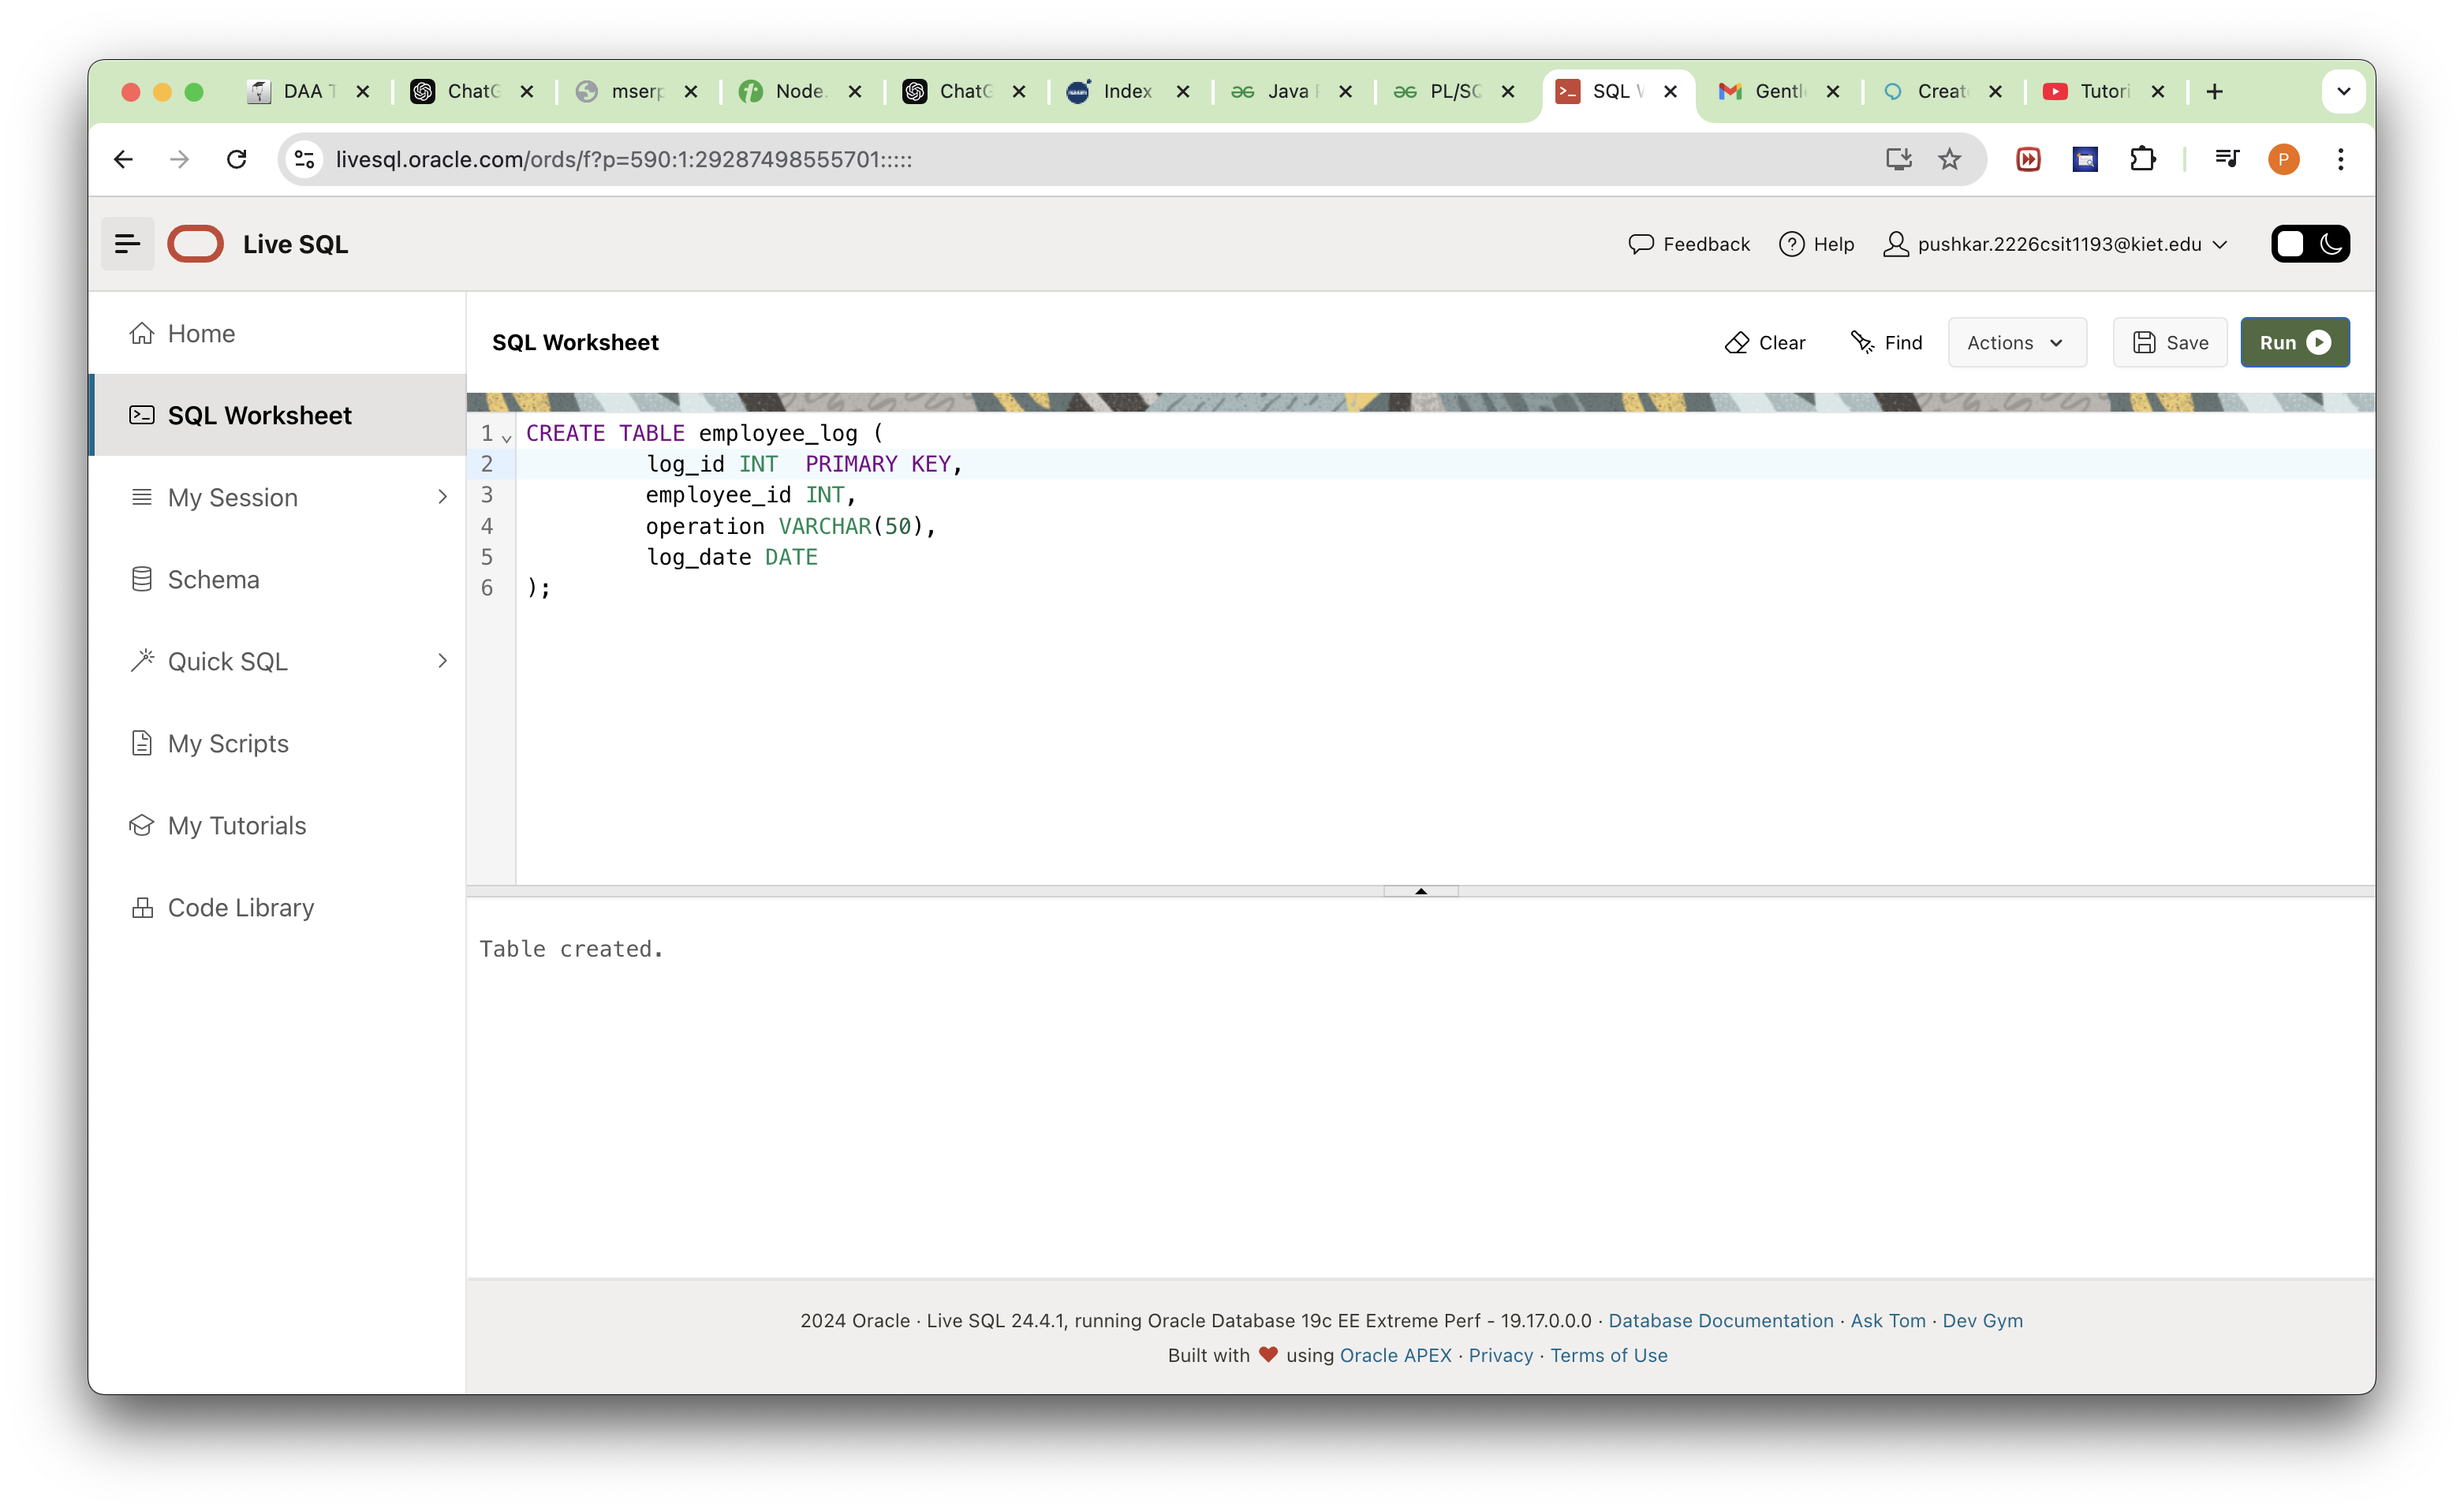 DAA
ChatG
mserp
Node.
ChatG
Index
Java
PL/SQ
SQL
Gentl
Creat
Tutori
livesql.oracle.com/ords/f?p=590:1:29287498555701:::::
P
Live SQL
Feedback
Help
pushkar.2226csit1193@kiet.edu
Home
SQL Worksheet
My Session
Schema
Quick SQL
My Scripts
My Tutorials
Code Library
SQL Worksheet
Clear
Find
Actions
Save
Run
1 CREATE TABLE employee_log (
2 log_id INT  PRIMARY KEY,
3 employee_id INT,
4 operation VARCHAR(50),
5 log_date DATE
6 );
Table created.
2024 Oracle · Live SQL 24.4.1, running Oracle Database 19c EE Extreme Perf - 19.17.0.0.0 · Database Documentation · Ask Tom · Dev Gym
Built with ❤ using Oracle APEX · Privacy · Terms of Use